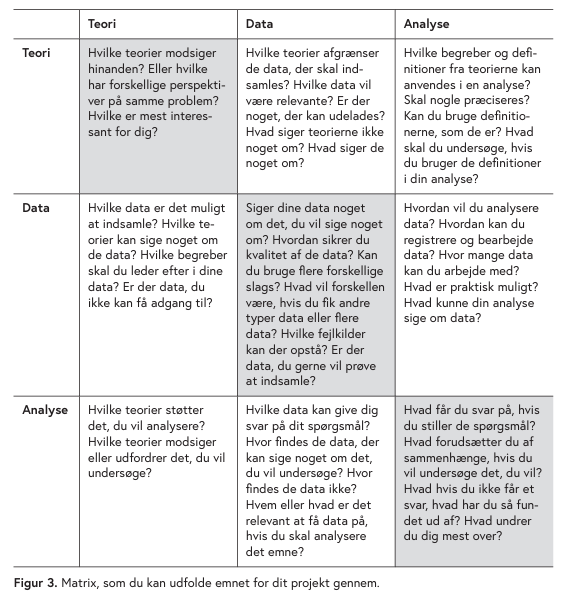 Teori
Data
Analyse
Teori
Hvilke teorier modsiger
hinanden? Eller hvilke
har forskellige perspekti-
ver på samme problem?
Hvilke er mest interes-
sant for dig?
Hvilke teorier afgrænser
de data, der skal ind-
samles? Hvilke data vil
være relevante? Er der
noget, der kan udelades?
Hvad siger teorierne ikke
noget om? Hvad siger de
noget om?
Hvilke begreber og defi-
nitioner fra teorierne kan
anvendes i en analyse?
Skal nogle præciseres?
Kan du bruge definitio-
nerne, som de er? Hvad
skal du undersøge, hvis
du bruger de definitioner
i din analyse?
Data
Hvilke data er det muligt
at indsamle? Hvilke te-
orier kan sige noget om
de data? Hvilke begreber
skal du leder efter i dine
data? Er der data, du
ikke kan få adgang til?
Siger dine data noget
om det, du vil sige noget
om? Hvordan sikrer du
kvalitet af de data? Kan
du bruge flere forskellige
slags? Hvad vil forskellen
være, hvis du fik andre
typer data eller flere
data? Hvilke fejlkilder
kan der opstå? Er der
data, du gerne vil prøve
at indsamle?
Hvordan vil du analysere
data? Hvordan kan du
registrere og bearbejde
data? Hvor mange data
kan du arbejde med?
Hvad er praktisk muligt?
Hvad kunne din analyse
sige om data?
Analyse
Hvilke teorier støtter
det, du vil analysere?
Hvilke teorier modsiger
eller udfordrer det, du vil
undersøge?
Hvilke data kan give dig
svar på dit spørgsmål?
Hvor findes de data, der
kan sige noget om det,
du vil undersøge? Hvor
findes de data ikke?
Hvem eller hvad er det
relevant at få data på,
hvis du skal analysere
det emne?
Hvad får du svar på, hvis
du stiller de spørgsmål?
Hvad forudsætter du af
sammenhænge, hvis du
vil undersøge det, du vil?
Hvad hvis du ikke får et
svar, hvad har du så fun-
det ud af? Hvad undrer
du dig mest over?
Figur 3. Matrix, som du kan udfolde emnet for dit projekt gennem.